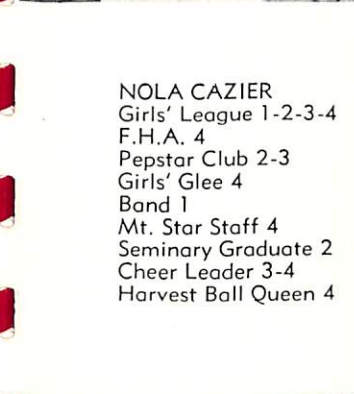 NOLA CAZIER
Girls' League 1-2-3-4
F.H.A. 4
Pepstar Club 2-3
Girls' Glee 4
Band 1
Mt. Star Staff 4
Seminary Graduate 2
Cheer Leader 3-4
Harvest Ball Queen 4